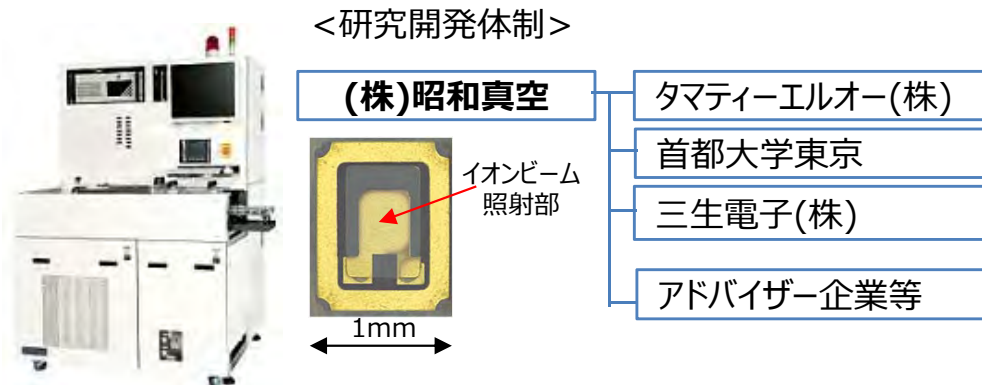 <研究開発体制>
(株)昭和真空
タマティーエルオー(株)
首都大学東京
三生電子(株)
アドバイザー企業等
イオンビーム
照射部
1mm